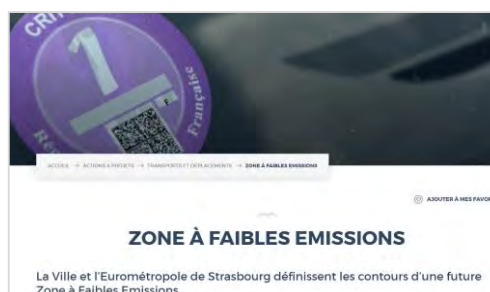 CRIT
1
Française
ACCUEIL → ACTIONS & PROJETS → TRANSPORTS ET DÉPLACEMENTS → ZONE À FAIBLES EMISSIONS
AJOUTER À MES FAVOR
ZONE À FAIBLES EMISSIONS
La Ville et l'Eurométropole de Strasbourg définissent les contours d'une future
Zone à Faibles Emissions